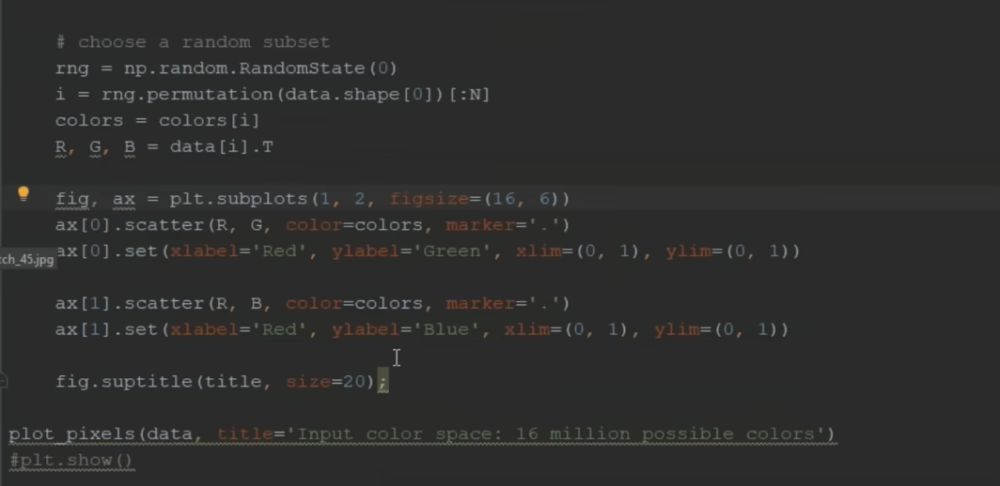 # choose a random subset
rng = np.random.RandomState(0)
i = rng.permutation(data.shape[0])[:N]
colors = colors[i]
R, G, B = data[i].T
fig, ax = plt.subplots(1, 2, figsize=(16, 6))
ax[0].scatter(R, G, color=colors, marker='.')
ax[0].set(xlabel='Red', ylabel='Green', xlim=(0, 1), ylim=(0, 1))
tch_45.jpg
ax[1].scatter(R, B, color=colors, marker='.')
ax[1].set(xlabel='Red', ylabel='Blue', xlim=(0, 1), ylim=(0, 1))
fig.suptitle(title, size=20);
plot_pixels(data, title='Input color space: 16 million possible colors')
#plt.show()